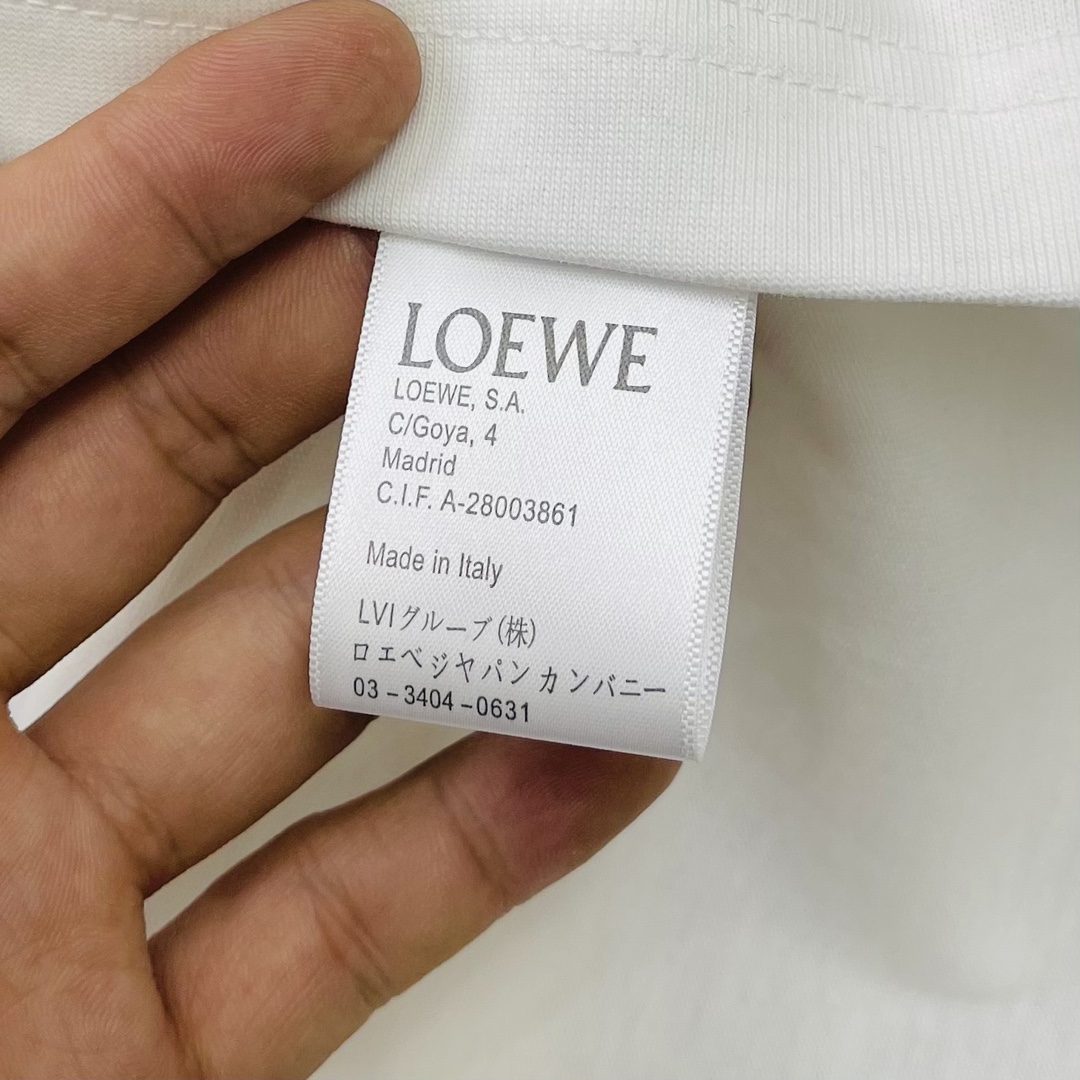 LOEWE
LOEWE, S.A.
C/Goya, 4
Madrid
C.I.F. A-28003861
Made in Italy
LVIグループ(株)
ロエベジヤパンカンバニー
03-3404-0631